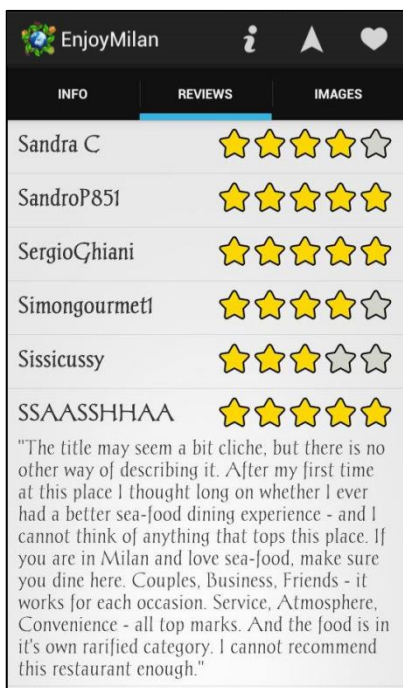 EnjoyMilan
INFO REVIEWS IMAGES
Sandra C
SandroP851
SergioGhiani
Simongourmet1
Sissicussy
SSAASSHHAA
"The title may seem a bit cliche, but there is no
other way of describing it. After my first time
at this place I thought long on whether I ever
had a better sea-food dining experience - and I
cannot think of anything that tops this place. If
you are in Milan and love sea-food, make sure
you dine here. Couples, Business, Friends - it
works for each occasion. Service, Atmosphere,
Convenience - all top marks. And the food is in
it's own rarified category. I cannot recommend
this restaurant enough."